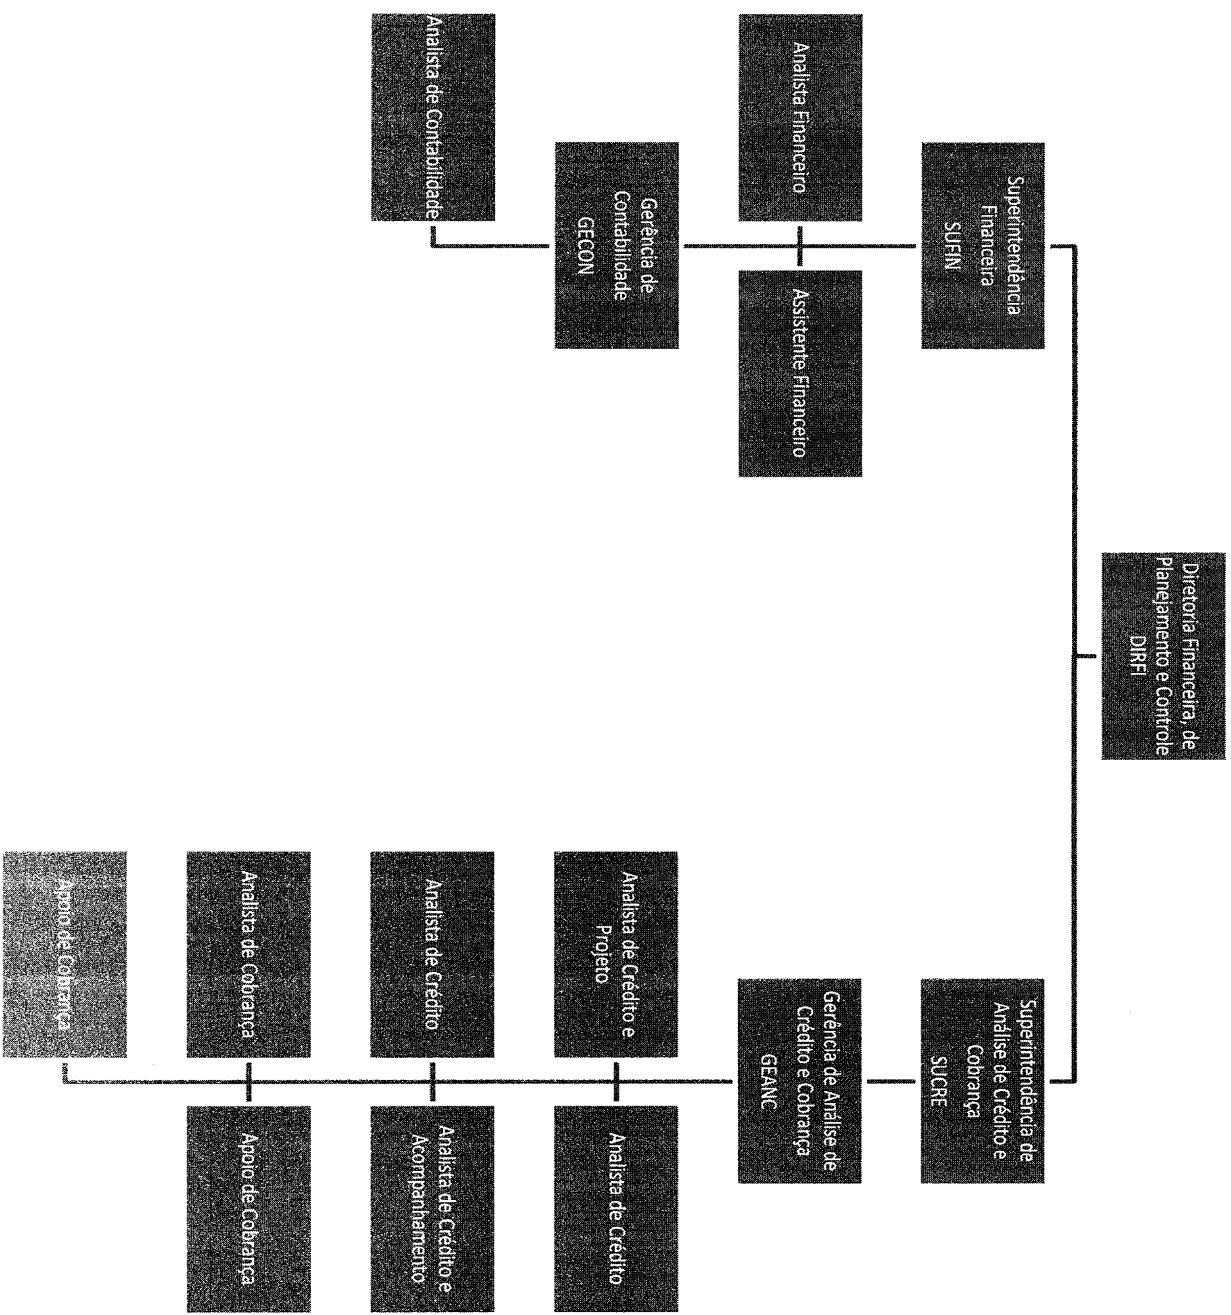 Diretoria Financeira, de
Planejamento e Controle
DIRFI
Superintendência
Financeira
SUFIN
Analista Financeiro
Assistente Financeiro
Gerência de
Contabilidade
GECON
Analista de Contabilidade
Superintendência de
Análise de Crédito e
Cobrança
SUCRE
Gerência de Análise de
Crédito e Cobrança
GEANC
Analista de Crédito e
Projeto
Analista de Crédito
Analista de Crédito
Analista de Crédito e
Acompanhamento
Analista de Cobrança
Apoio de Cobrança
Apoio de Cobrança